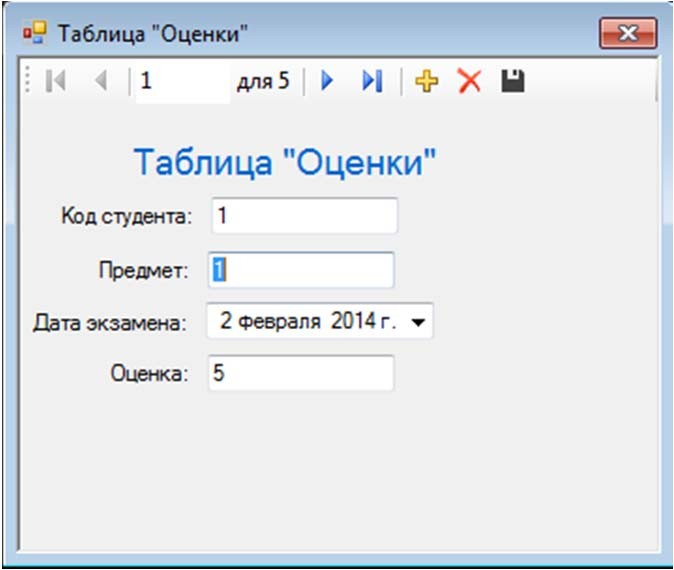 Таблица "Оценки"
1 для 5
Таблица "Оценки"
Код студента: 1
Предмет: 1
Дата экзамена: 2 февраля 2014 г.
Оценка: 5